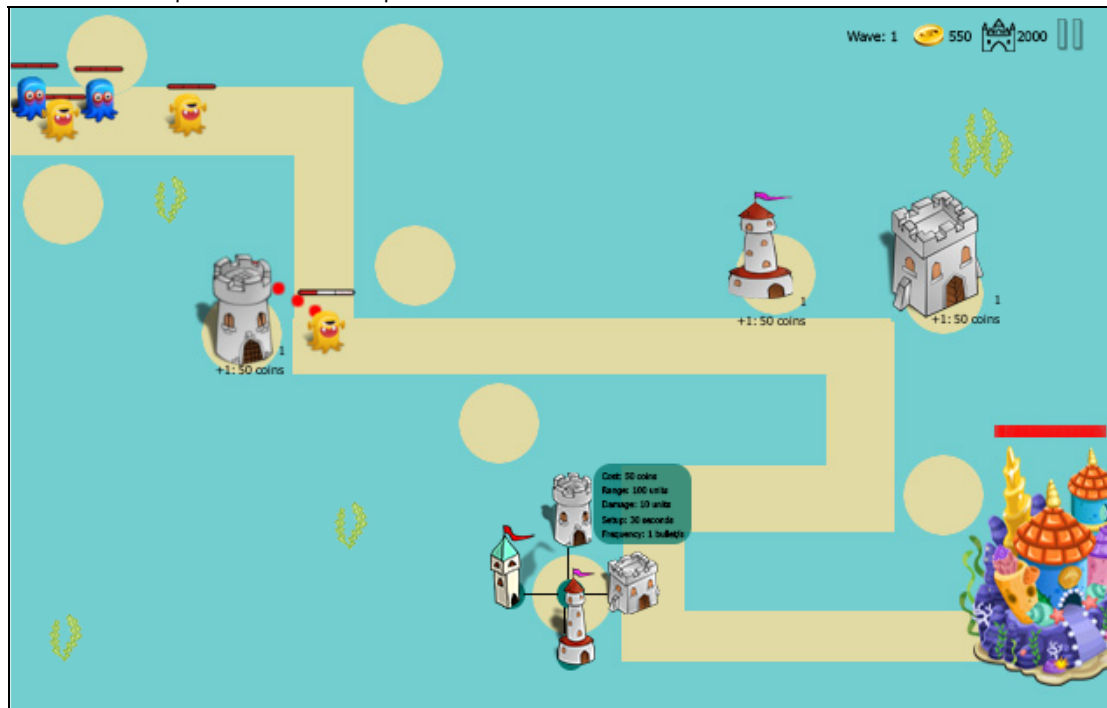 Wave: 1 550 2000
1
+1: 50 coins
1
+1: 50 coins
1
+1: 50 coins
Cost: 50 coins
Range: 100 units
Damage: 10 units
Setup: 30 seconds
Frequency: 1 bullet/s